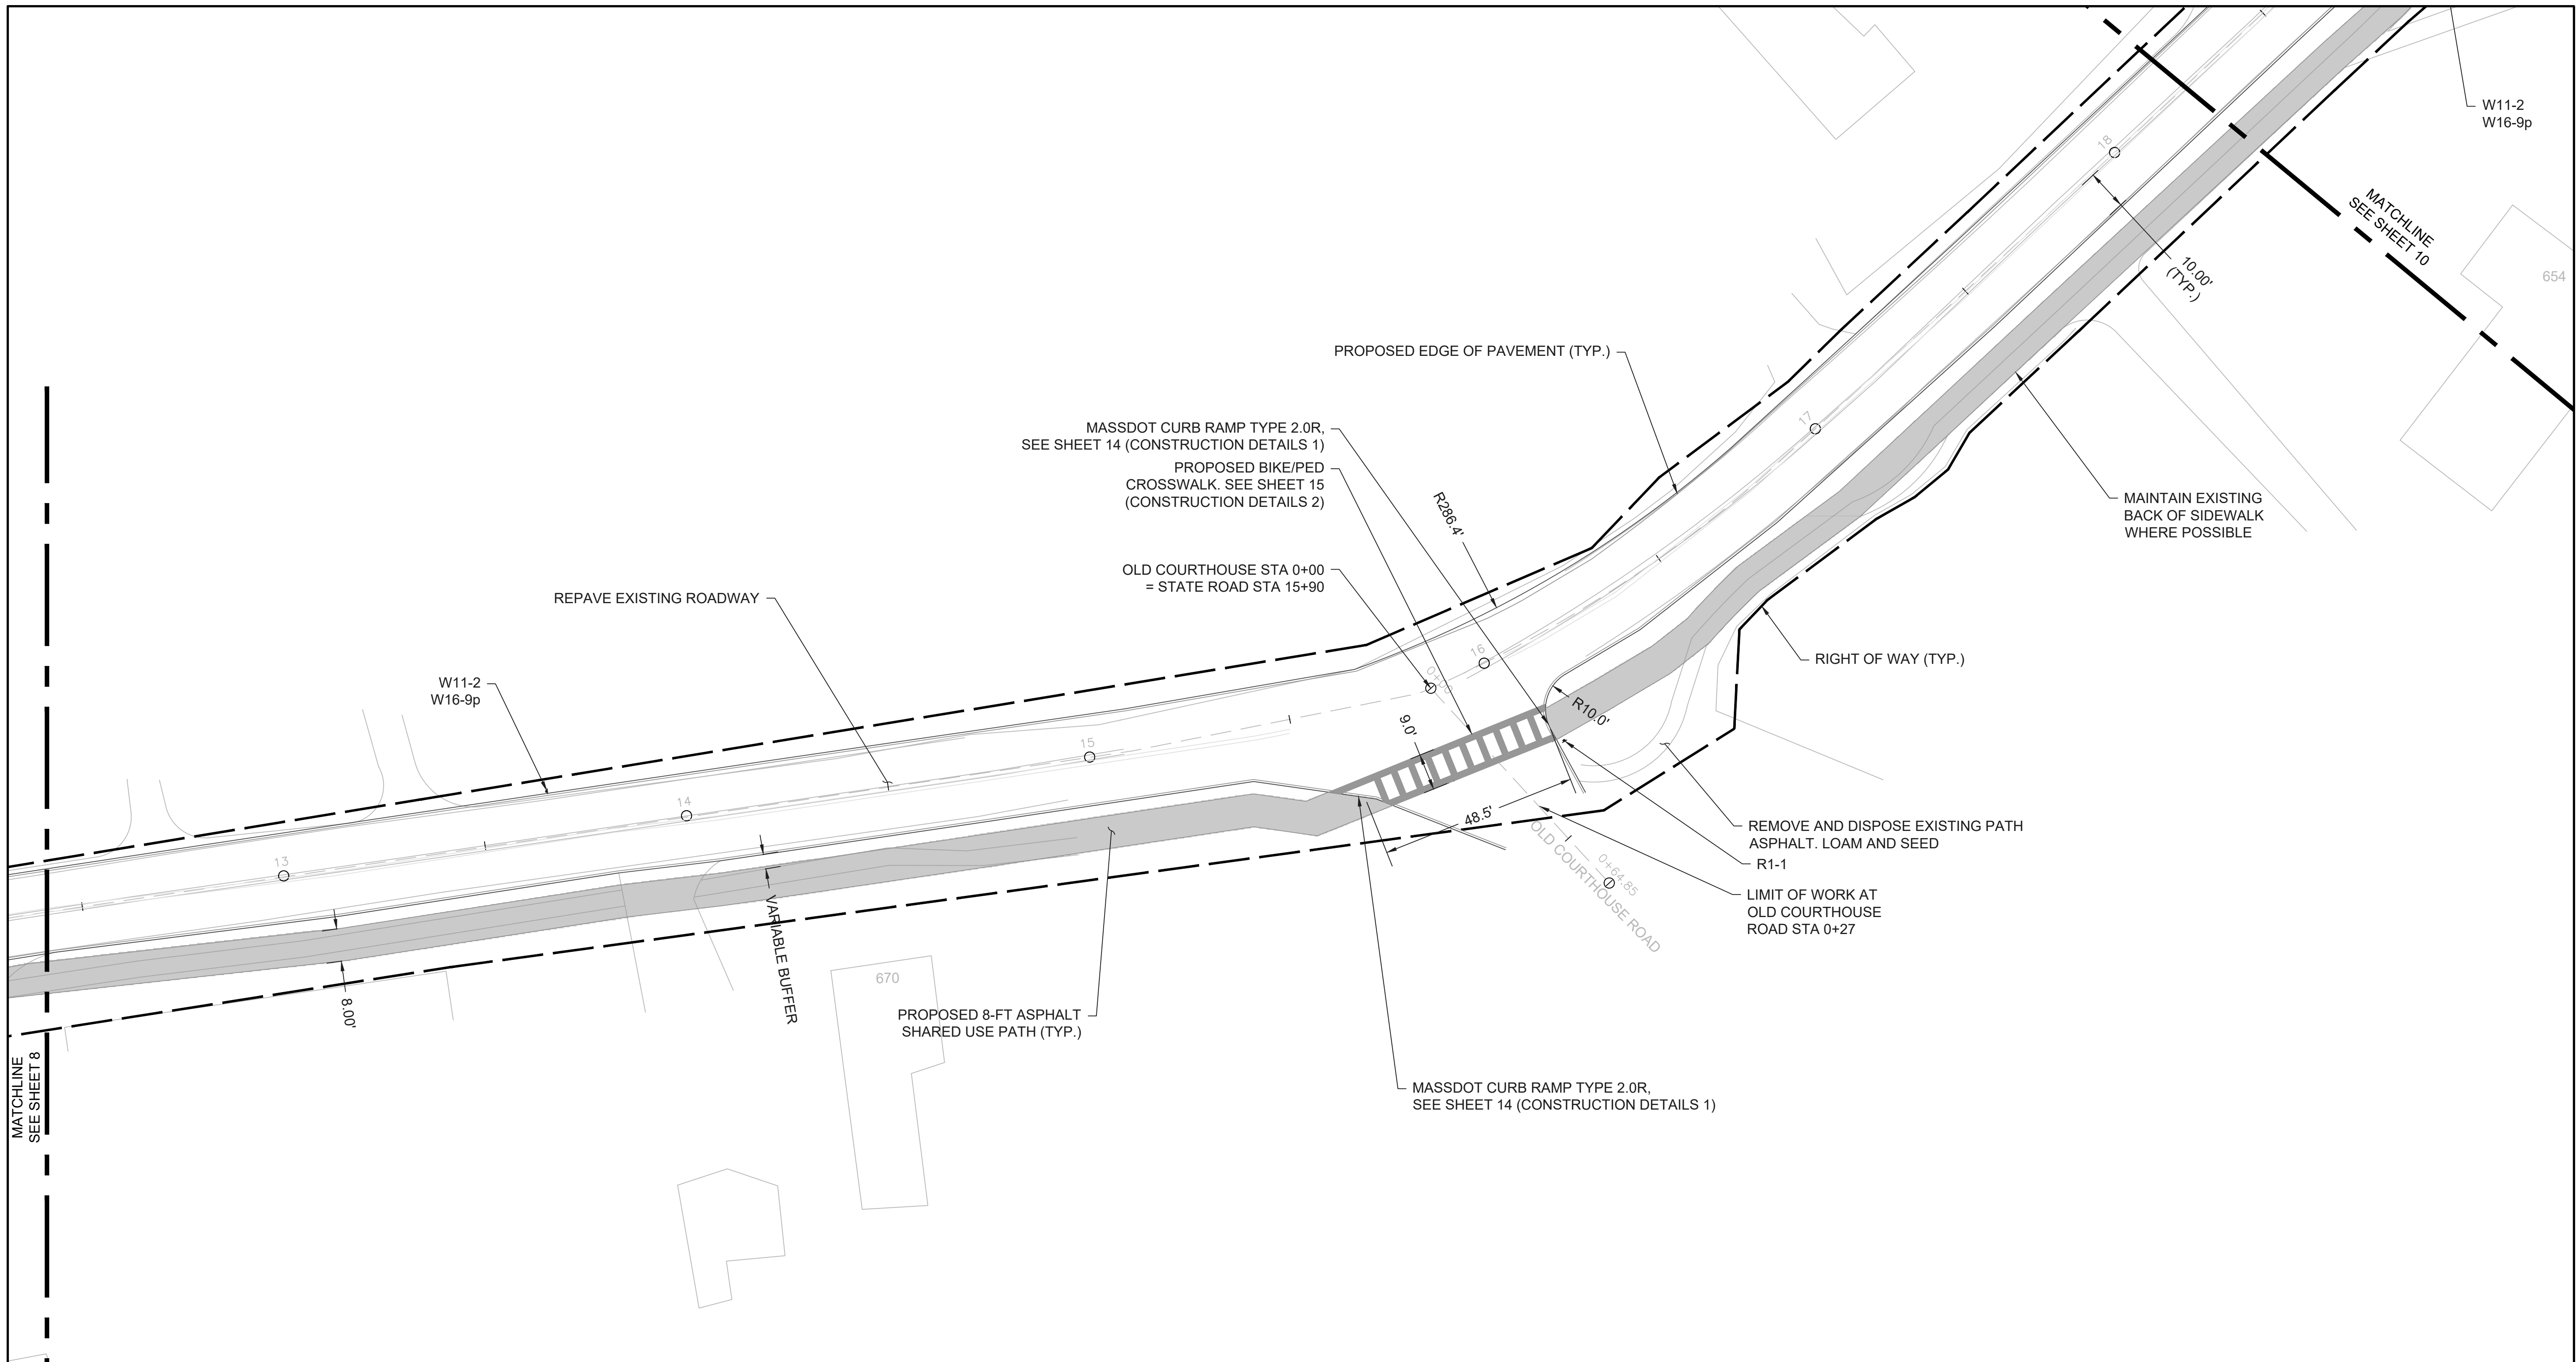 W11-2
W16-9p
18
MATCHLINE
SEE SHEET 10
10.00'
(TYP.)
654
PROPOSED EDGE OF PAVEMENT (TYP.)
17
MASSDOT CURB RAMP TYPE 2.0R,
SEE SHEET 14 (CONSTRUCTION DETAILS 1)
PROPOSED BIKE/PED
CROSSWALK. SEE SHEET 15
(CONSTRUCTION DETAILS 2)
R286.4'
MAINTAIN EXISTING
BACK OF SIDEWALK
WHERE POSSIBLE
OLD COURTHOUSE STA 0+00
= STATE ROAD STA 15+90
REPAVE EXISTING ROADWAY
16
0+00
RIGHT OF WAY (TYP.)
W11-2
W16-9p
R10.0'
9.0'
15
14
48.5'
13
REMOVE AND DISPOSE EXISTING PATH
ASPHALT. LOAM AND SEED
R1-1
0+64.85
OLD COURTHOUSE ROAD
LIMIT OF WORK AT
OLD COURTHOUSE
ROAD STA 0+27
VARIABLE BUFFER
670
8.00'
PROPOSED 8-FT ASPHALT
SHARED USE PATH (TYP.)
MATCHLINE
SEE SHEET 8
MASSDOT CURB RAMP TYPE 2.0R,
SEE SHEET 14 (CONSTRUCTION DETAILS 1)